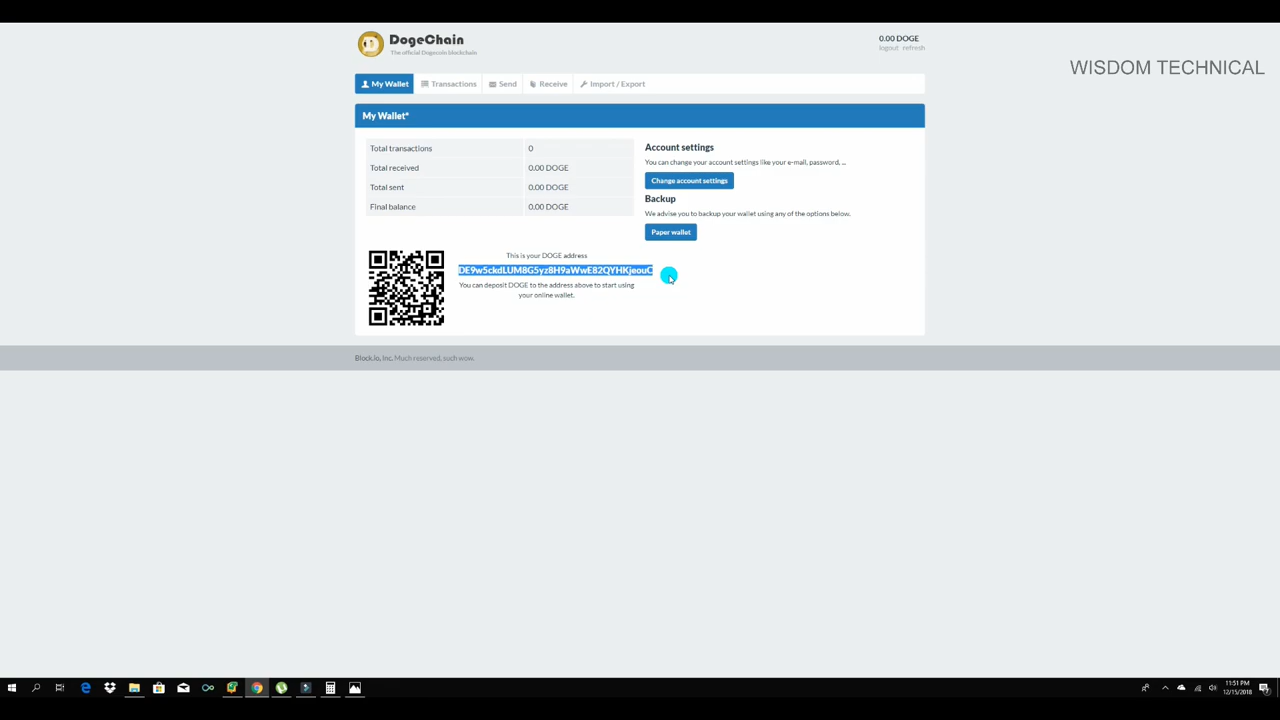 DogeChain
The official Dogecoin blockchain
0.00 DOGE
logout refresh
WISDOM TECHNICAL
My Wallet
Transactions
Send
Receive
Import / Export
My Wallet*
Total transactions 0
Total received 0.00 DOGE
Total sent 0.00 DOGE
Final balance 0.00 DOGE
Account settings
You can change your account settings like your e-mail, password, ...
Change account settings
Backup
We advise you to backup your wallet using any of the options below.
Paper wallet
This is your DOGE address
DE9w5ckdLUM8G5yz8H9aWwE82QYHKjeouC
You can deposit DOGE to the address above to start using
your online wallet.
Block.io, Inc. Much reserved, such wow.
11:51 PM
12/15/2018